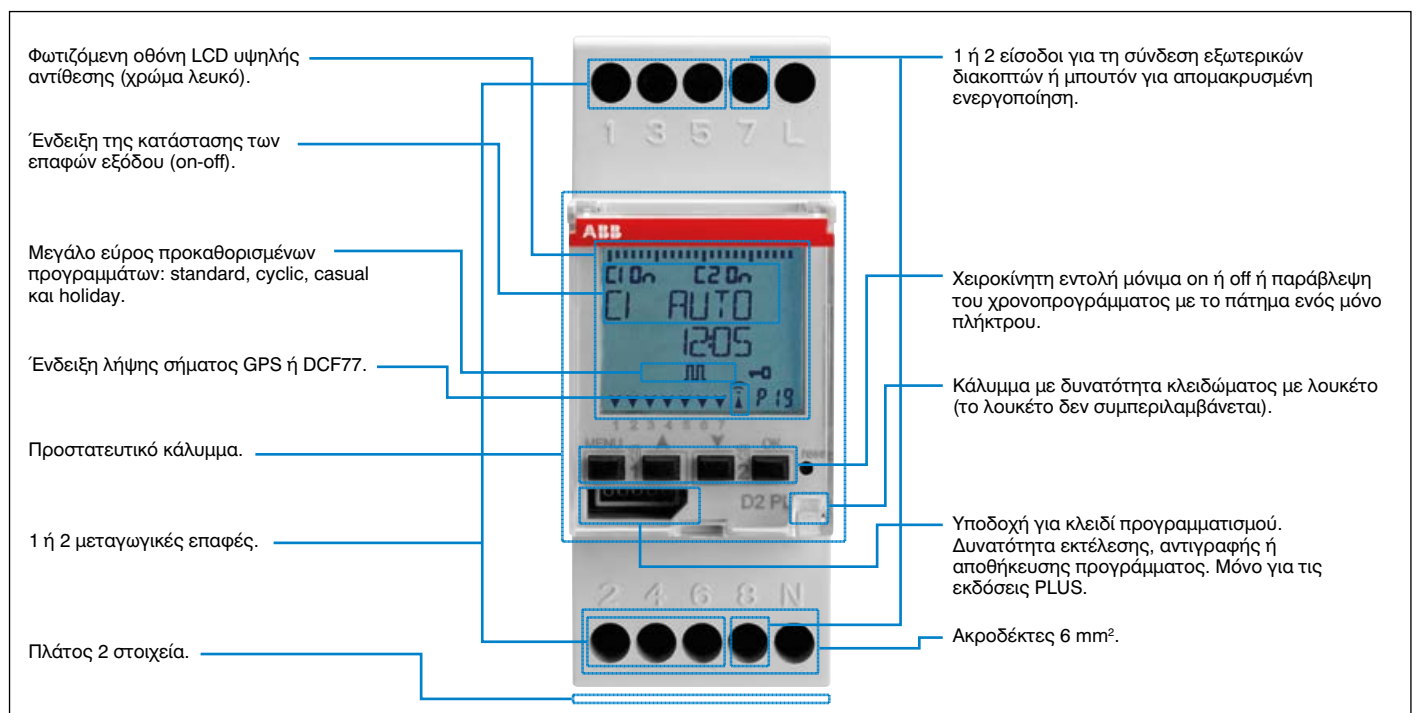 Φωτιζόμενη οθόνη LCD υψηλής
αντίθεσης (χρώμα λευκό).
Ένδειξη της κατάστασης των
επαφών εξόδου (on-off).
Μεγάλο εύρος προκαθορισμένων
προγραμμάτων: standard, cyclic, casual
και holiday.
Ένδειξη λήψης σήματος GPS ή DCF77.
Προστατευτικό κάλυμμα.
1 ή 2 μεταγωγικές επαφές.
Πλάτος 2 στοιχεία.
1 3 5 7 L
ABB
C1 On C2 On
C1 AUTO
12:05
P 19
1 2 3 4 5 6 7
MENU OK
1 2
D2 PL
2 4 6 8 N
1 ή 2 είσοδοι για τη σύνδεση εξωτερικών
διακοπτών ή μπουτόν για απομακρυσμένη
ενεργοποίηση.
Χειροκίνητη εντολή μόνιμα on ή off ή παράβλεψη
του χρονοπρογράμματος με το πάτημα ενός μόνο
πλήκτρου.
Κάλυμμα με δυνατότητα κλειδώματος με λουκέτο
(το λουκέτο δεν συμπεριλαμβάνεται).
Υποδοχή για κλειδί προγραμματισμού.
Δυνατότητα εκτέλεσης, αντιγραφής ή
αποθήκευσης προγράμματος. Μόνο για τις
εκδόσεις PLUS.
Ακροδέκτες 6 mm².